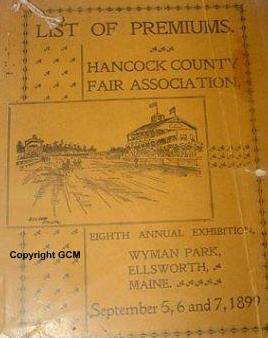 LIST OF PREMIUMS.
HANCOCK COUNTY
FAIR ASSOCIATION.
Copyright GCM
EIGHTH ANNUAL EXHIBITION,
WYMAN PARK,
ELLSWORTH,
MAINE.
September 5, 6 and 7, 1899